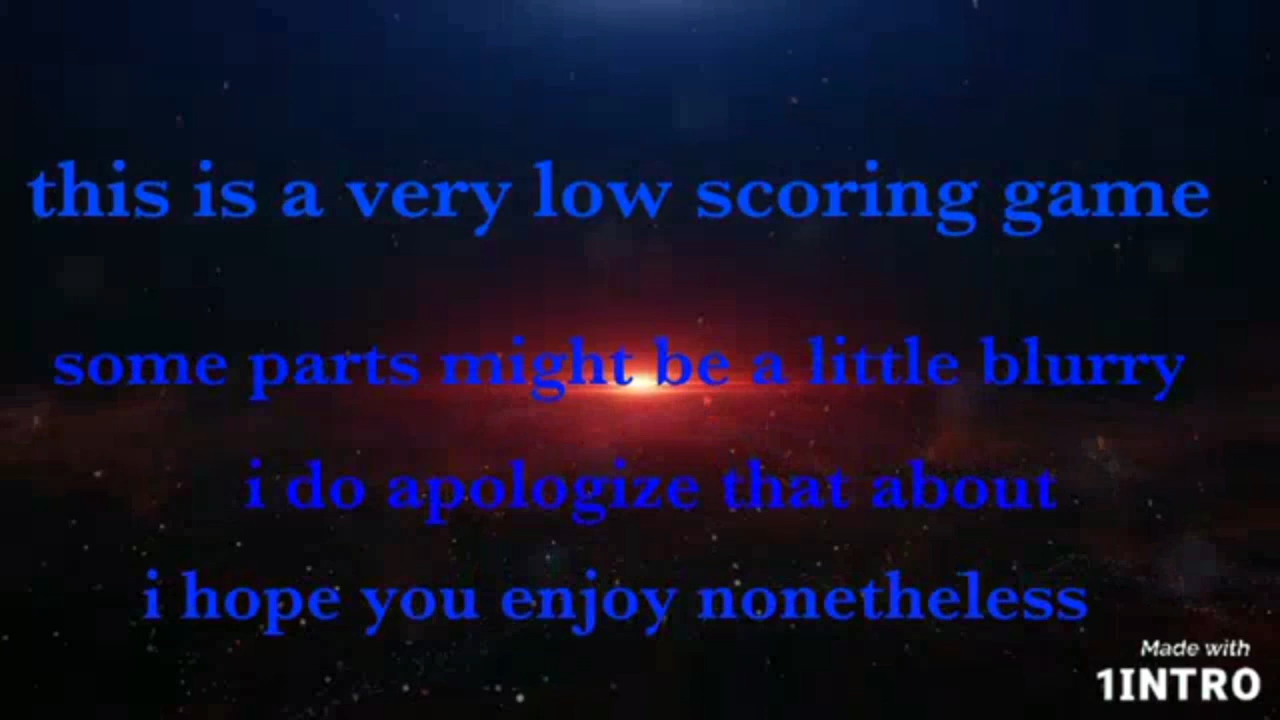 this is a very low scoring game
some parts might be a little blurry
i do apologize that about
i hope you enjoy nonetheless
Made with
1INTRO